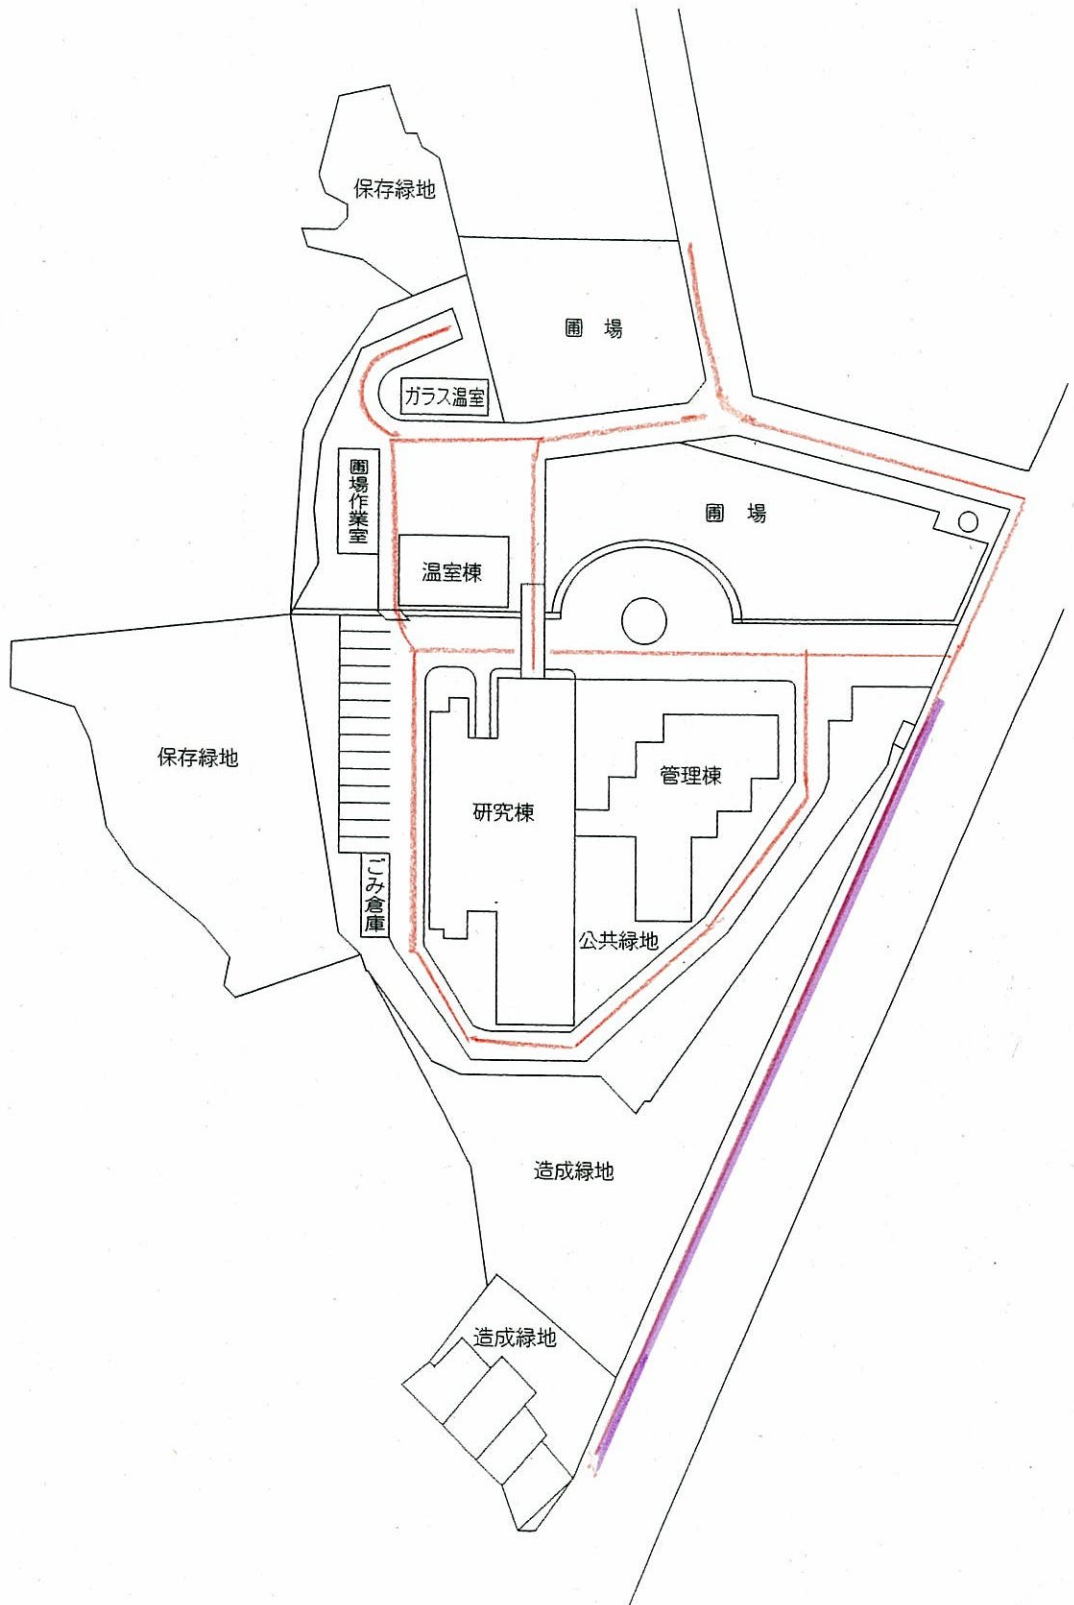 保存緑地
圃 場
ガラス温室
圃場作業室
圃 場
温室棟
保存緑地
管理棟
研究棟
ごみ倉庫
公共緑地
造成緑地
造成緑地